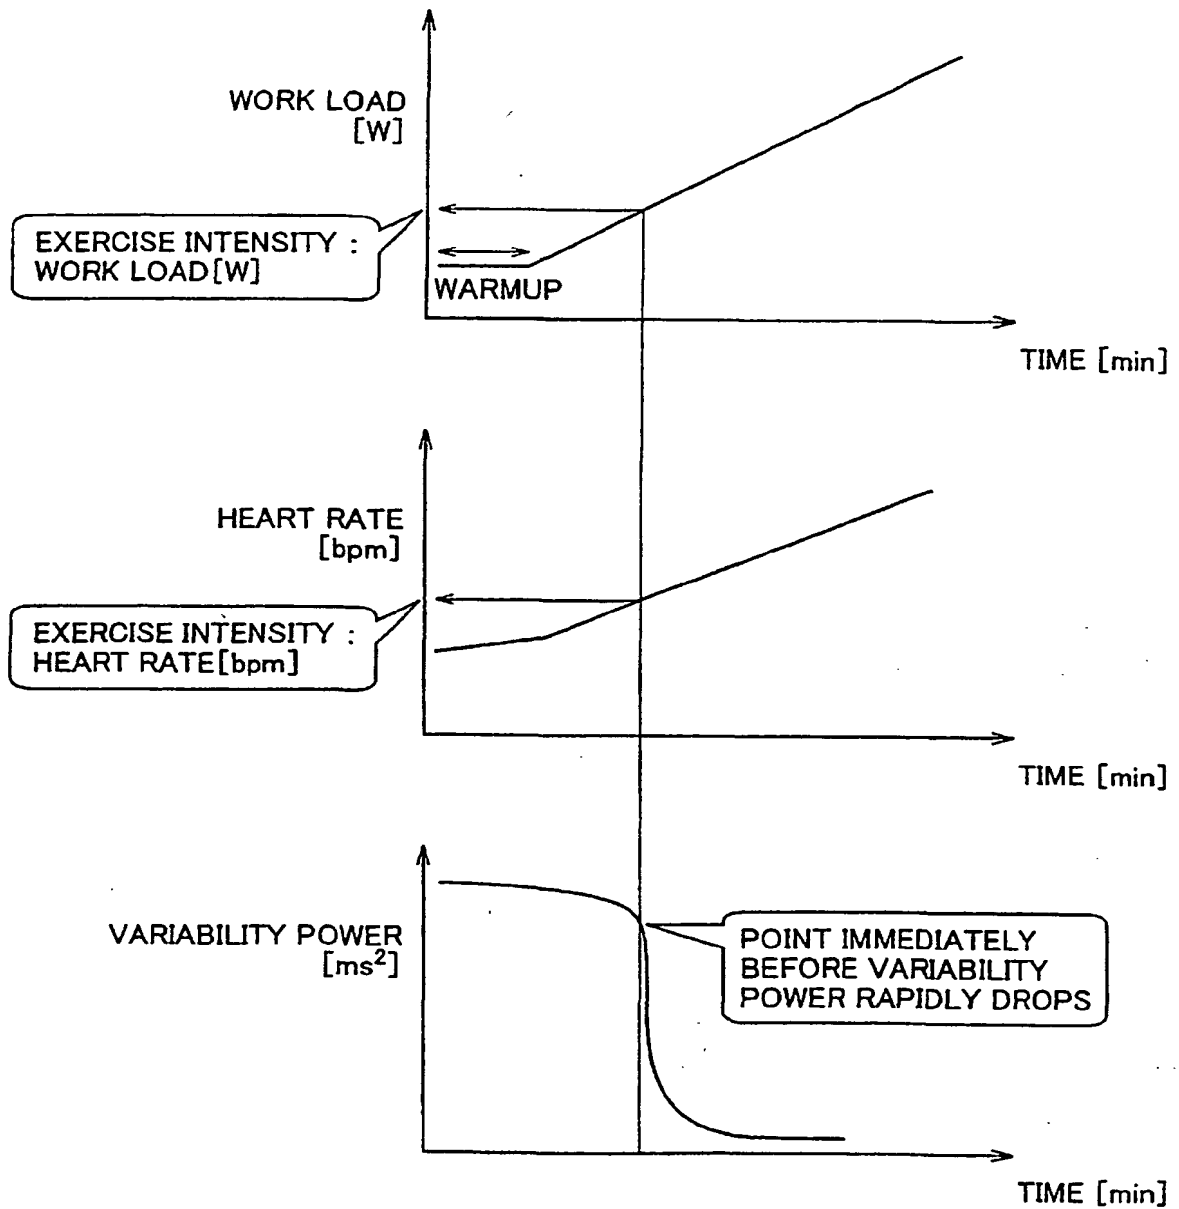 WORK LOAD
[W]
EXERCISE INTENSITY :
WORK LOAD[W]
WARMUP
TIME [min]
HEART RATE
[bpm]
EXERCISE INTENSITY :
HEART RATE[bpm]
TIME [min]
VARIABILITY POWER
[ms²]
POINT IMMEDIATELY
BEFORE VARIABILITY
POWER RAPIDLY DROPS
TIME [min]